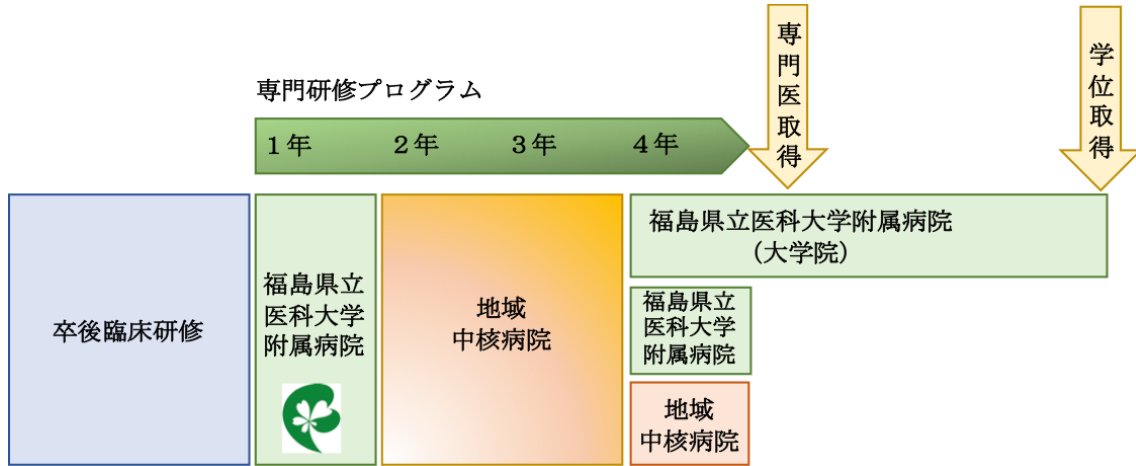 専門研修プログラム
1年
2年
3年
4年
専門医取得
学位取得
卒後臨床研修
福島県立
医科大学
附属病院
地域
中核病院
福島県立医科大学附属病院
（大学院）
福島県立
医科大学
附属病院
地域
中核病院